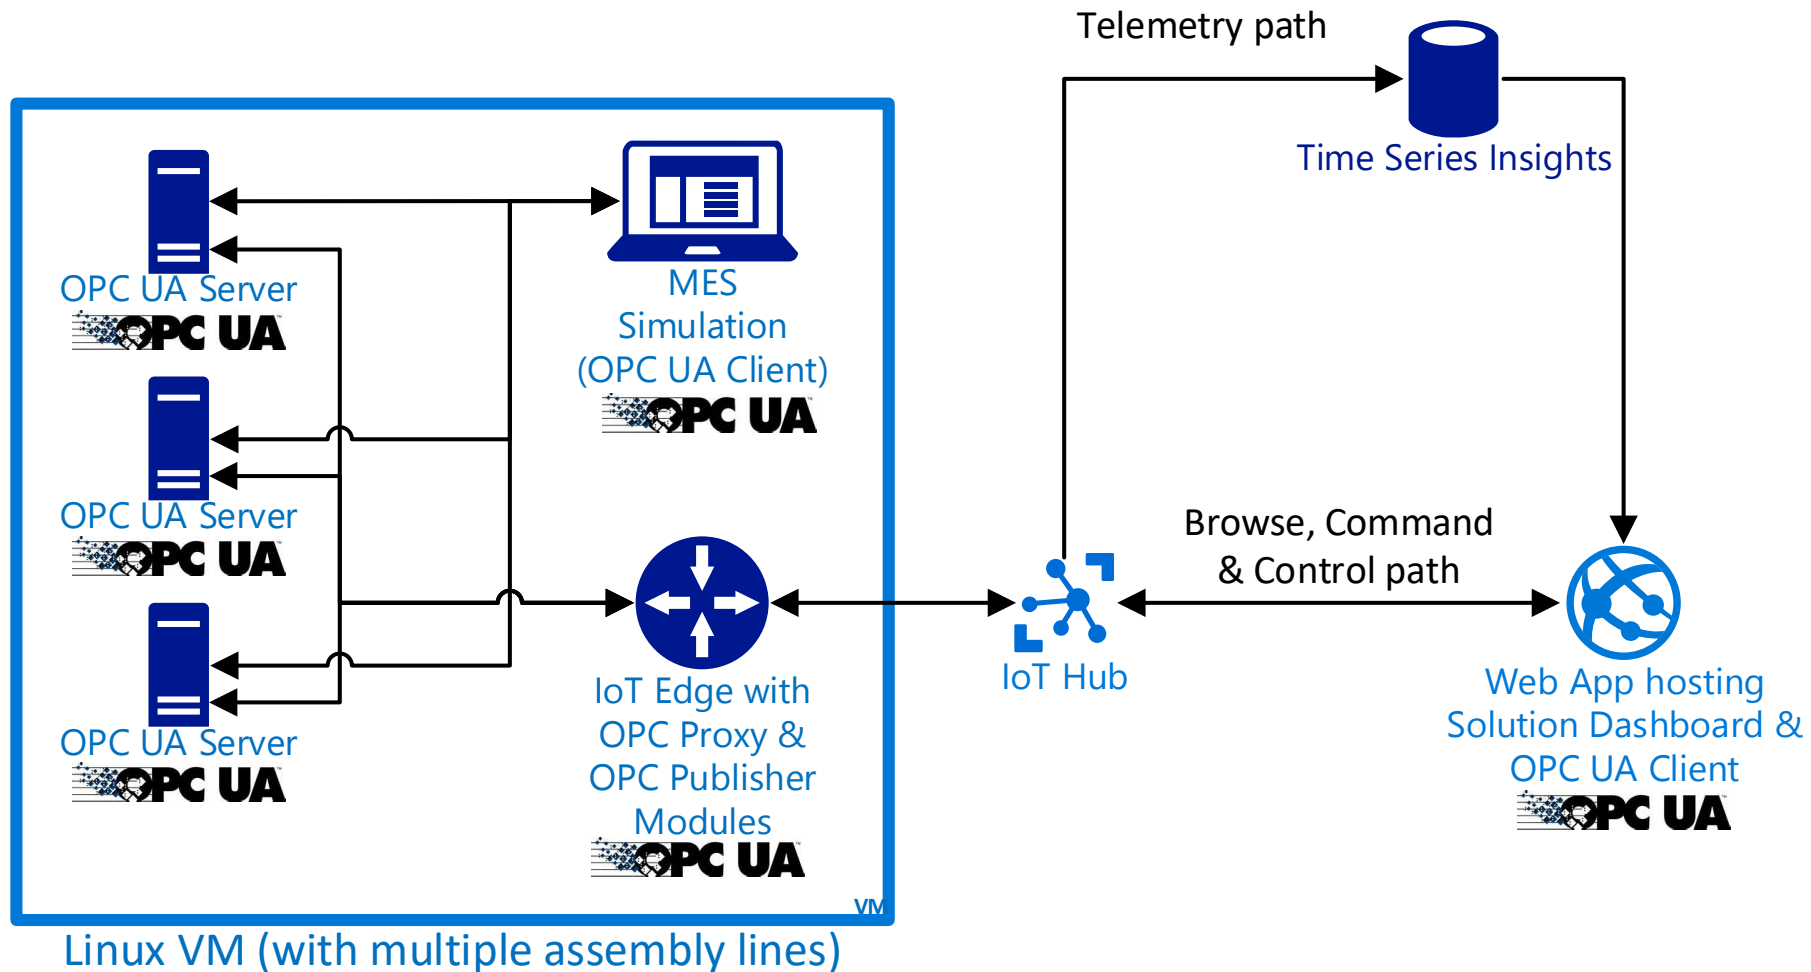 Telemetry path
Time Series Insights
OPC UA Server
OPC UA
MES
Simulation
(OPC UA Client)
OPC UA
OPC UA Server
OPC UA
OPC UA Server
OPC UA
IoT Edge with
OPC Proxy &
OPC Publisher
Modules
OPC UA
VM
Linux VM (with multiple assembly lines)
Browse, Command
& Control path
IoT Hub
Web App hosting
Solution Dashboard &
OPC UA Client
OPC UA